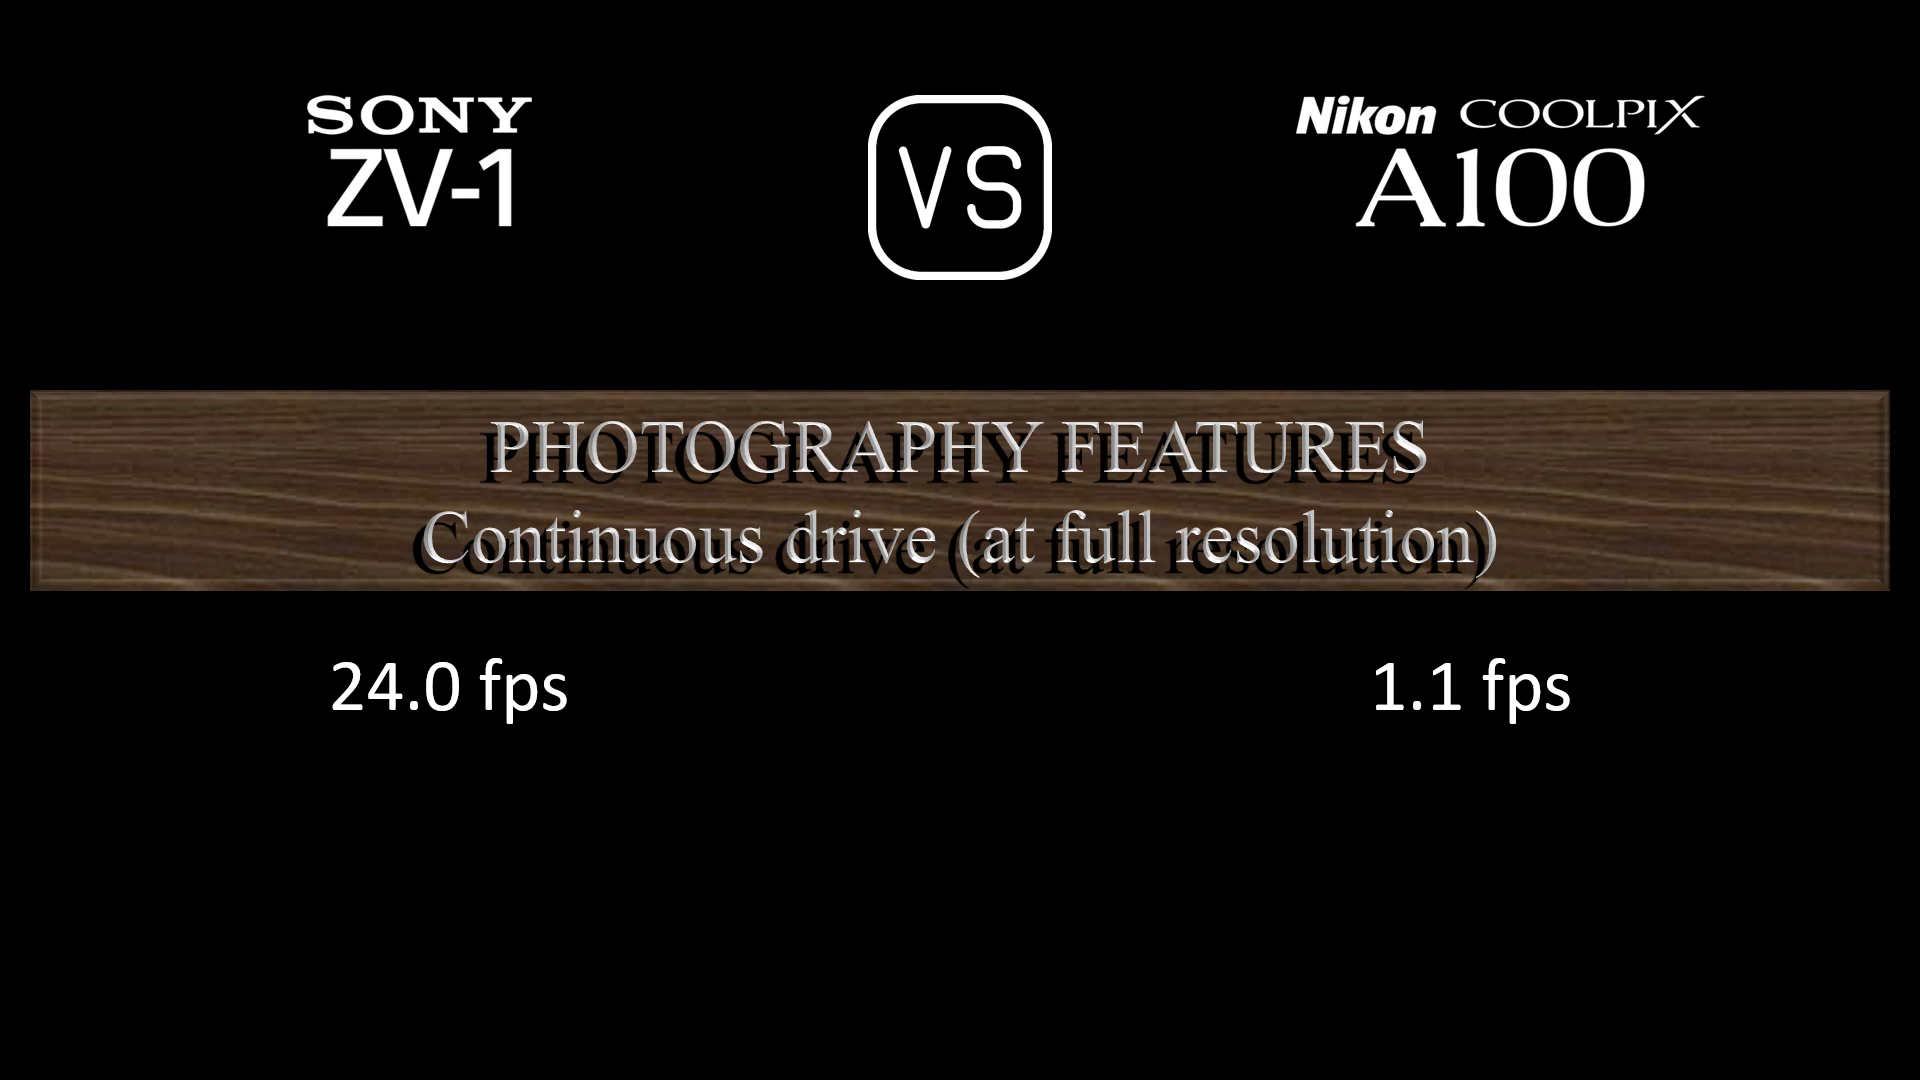 SONY
ZV-1
VS
Nikon COOLPIX
A100
PHOTOGRAPHY FEATURES
Continuous drive (at full resolution)
24.0 fps
1.1 fps